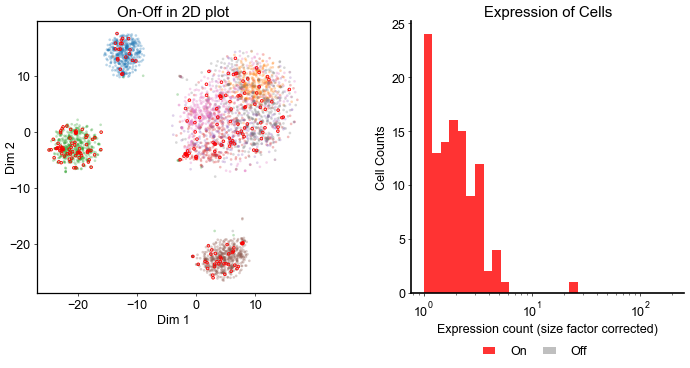 On-Off in 2D plot
10
0
−10
−20
Dim 2
−20
−10
0
10
Dim 1
Expression of Cells
25
20
15
10
5
0
Cell Counts
10^0
10^1
10^2
Expression count (size factor corrected)
On
Off